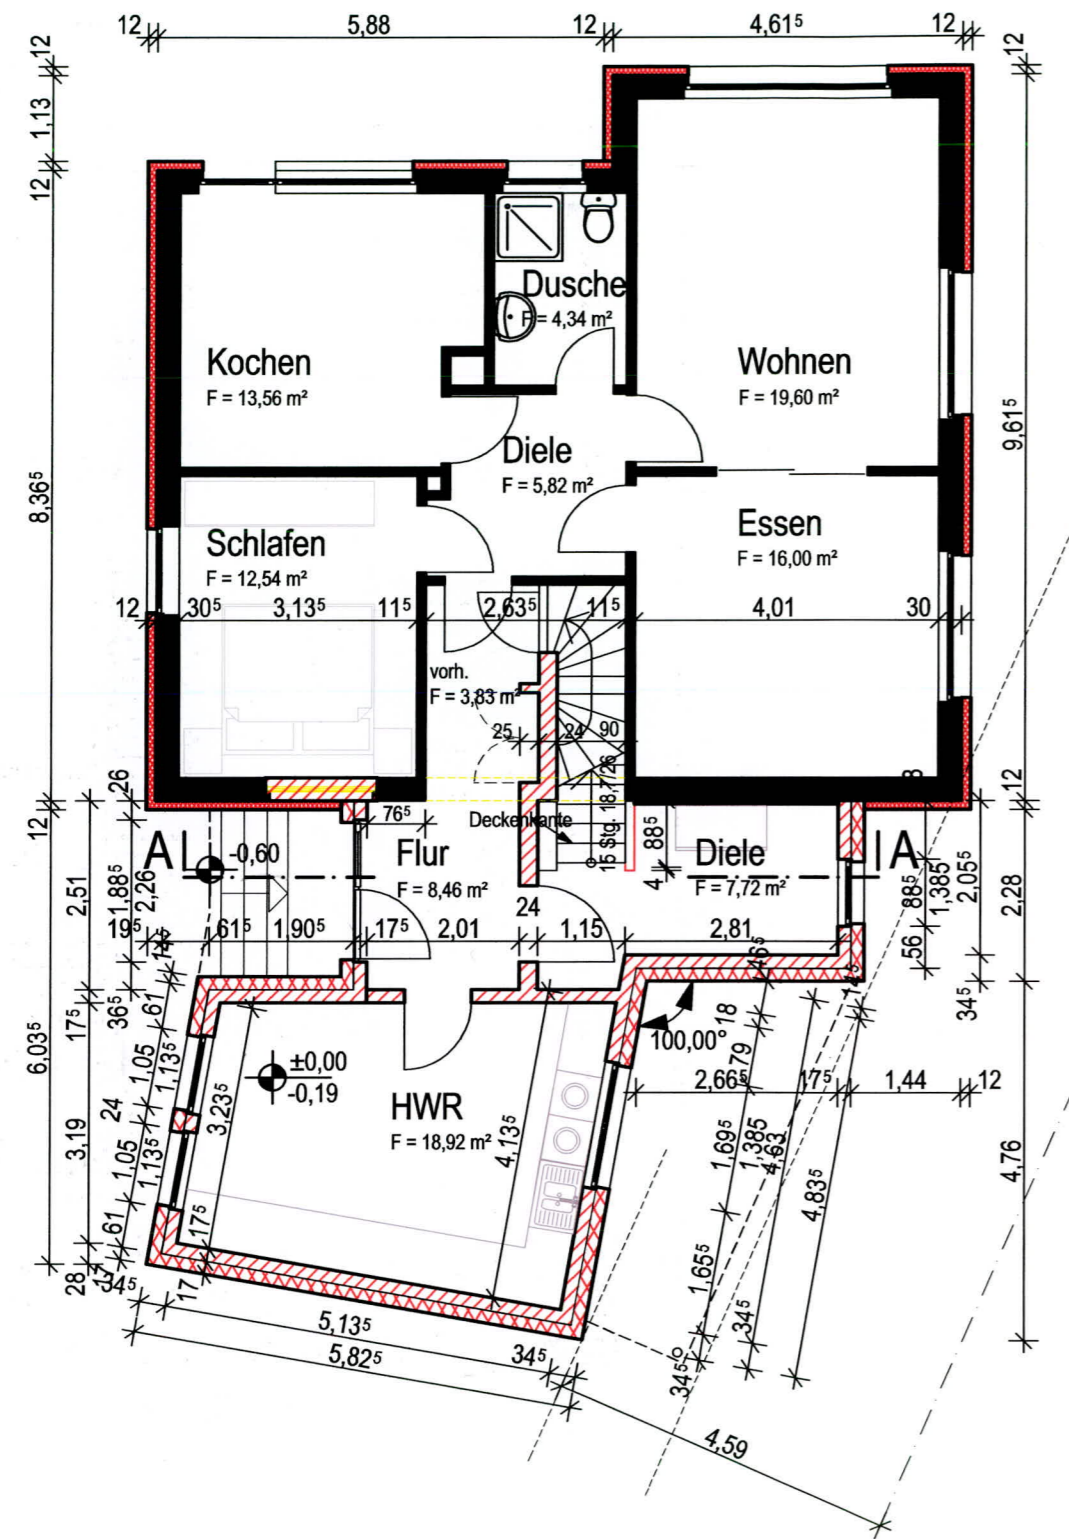 12 5,88 12 4,61⁵ 12
12
1,13
12
8,36⁵
12
12
9,61⁵
12
Dusche
F = 4,34 m²
Kochen
F = 13,56 m²
Wohnen
F = 19,60 m²
Diele
F = 5,82 m²
Essen
F = 16,00 m²
Schlafen
F = 12,54 m²
12 30⁵ 3,13⁵ 11⁵ 2,63⁵ 11⁵ 4,01 30
vorh.
F = 3,83 m²
25 24 90
15 Stg. 18,7/26
8
26
76⁵
Deckenkante
A
-0,60
Flur
F = 8,46 m²
4 88⁵
Diele
F = 7,72 m²
A
2,51
1,88⁵
2,26
88⁵
1,385
2,05⁵
2,28
56
34⁵
19⁵ 61⁵ 1.90⁵ 17⁵ 2,01 24 1,15 2,81
14⁵
46⁵
14⁵
36⁵
17⁵
6,03⁵
3,19
28
61
1,05
1,13⁵
24
1,05
1,13⁵
61
17
34⁵
±0,00
-0,19
3,23⁵
HWR
F = 18,92 m²
4,13⁵
100,00°
18
79
2,66⁵ 17⁵ 1,44 12
1,69⁵
1,385
4,63
4,83⁵
4,76
1,65⁵
34⁵
34⁵
17⁵
17
5,13⁵ 34⁵
5,82⁵
4,59